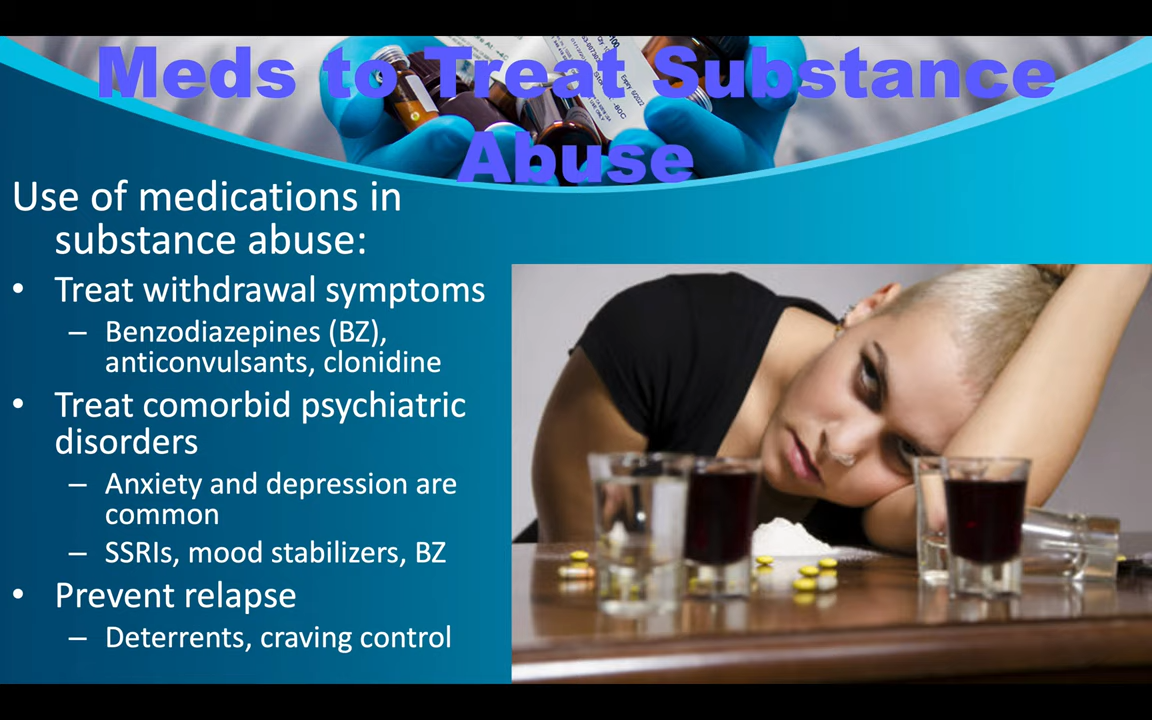 Meds to Treat Substance
Abuse
Use of medications in
substance abuse:
• Treat withdrawal symptoms
– Benzodiazepines (BZ),
anticonvulsants, clonidine
• Treat comorbid psychiatric
disorders
– Anxiety and depression are
common
– SSRIs, mood stabilizers, BZ
• Prevent relapse
– Deterrents, craving control